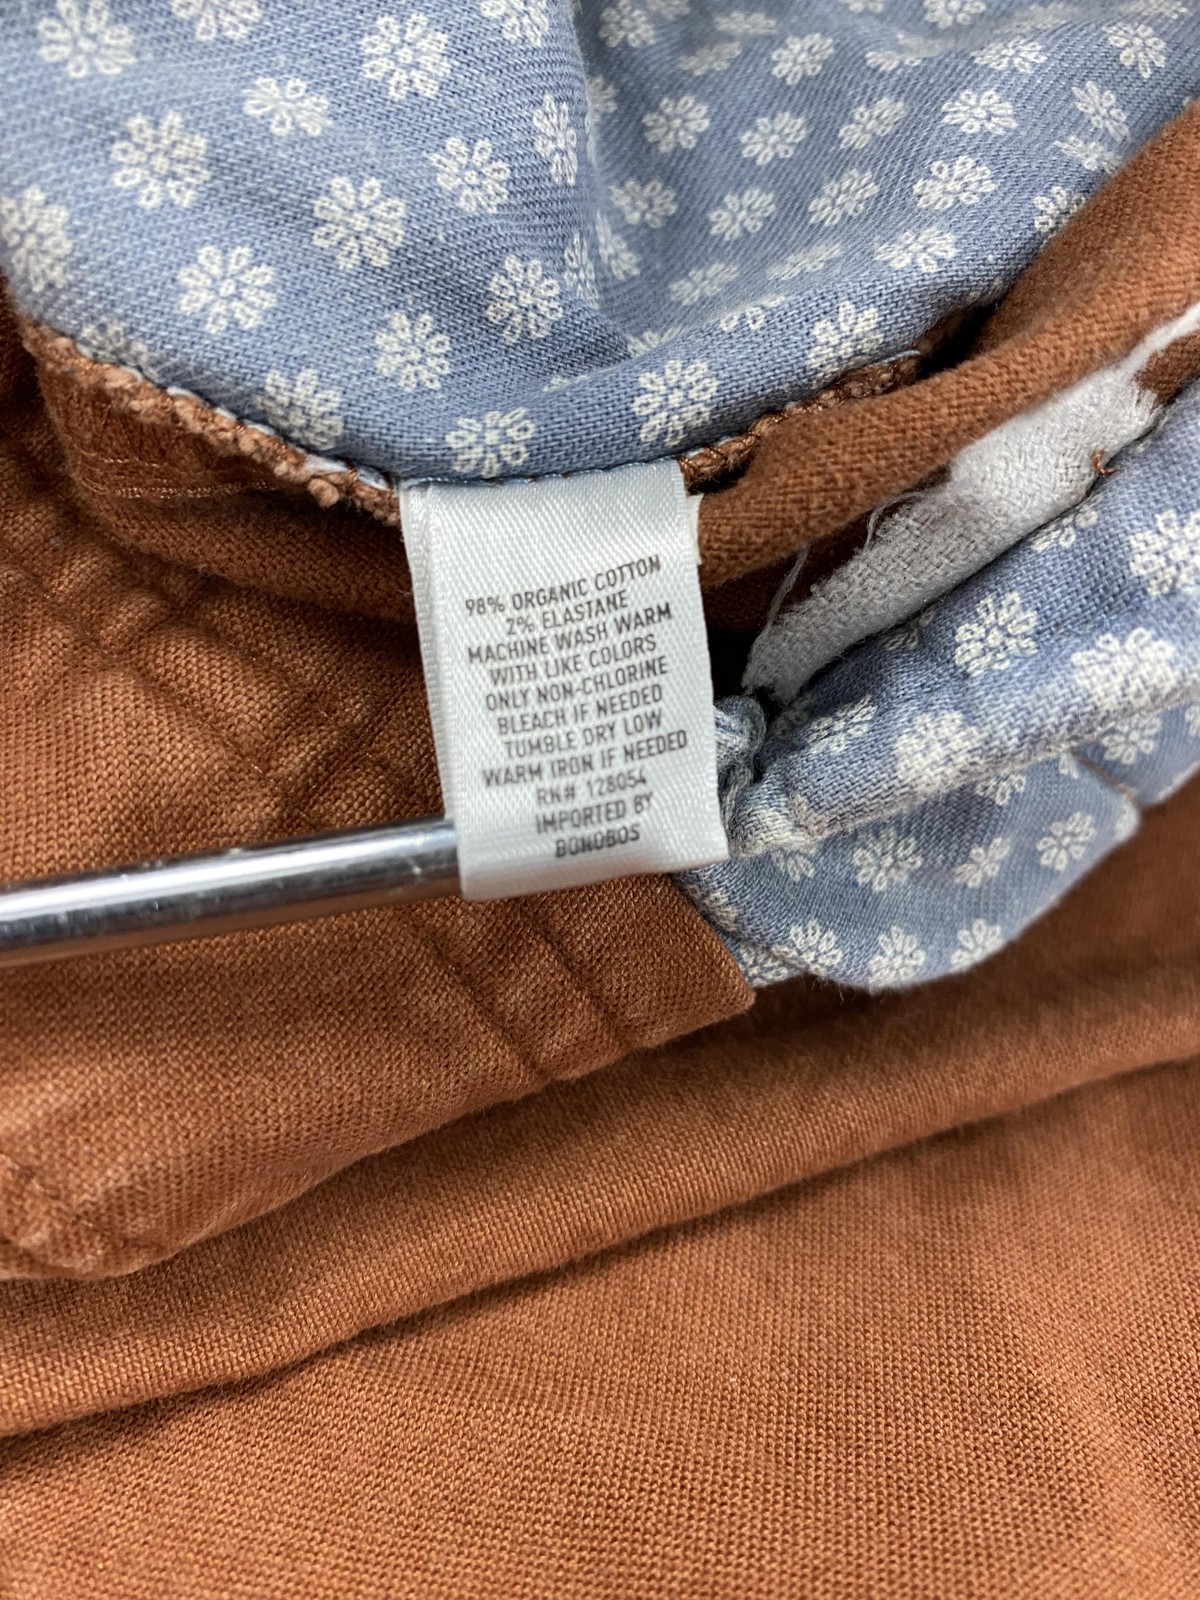 98% ORGANIC COTTON
2% ELASTANE
MACHINE WASH WARM
WITH LIKE COLORS
ONLY NON-CHLORINE
BLEACH IF NEEDED
TUMBLE DRY LOW
WARM IRON IF NEEDED
RN# 128054
IMPORTED BY
BONOBOS